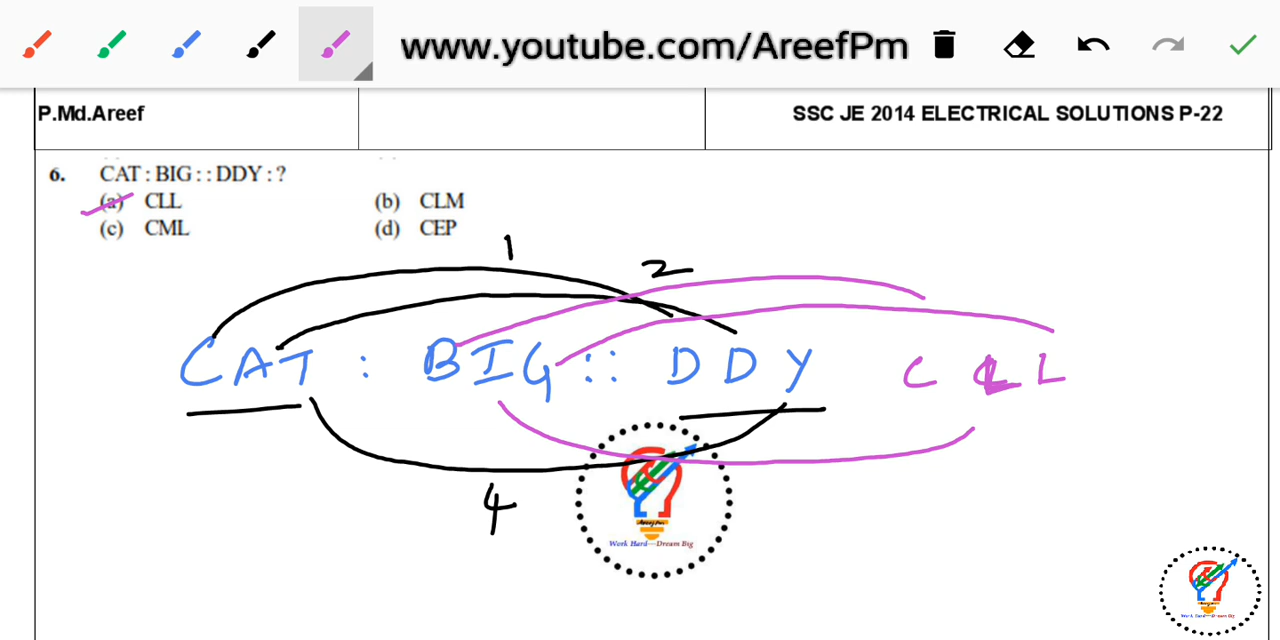 www.youtube.com/AreefPm
P.Md.Areef
SSC JE 2014 ELECTRICAL SOLUTIONS P-22
6. CAT : BIG : : DDY : ?
(a) CLL (b) CLM
(c) CML (d) CEP
1
2
CAT : BIG :: DDY C L L
4
Work Hard—Dream Big